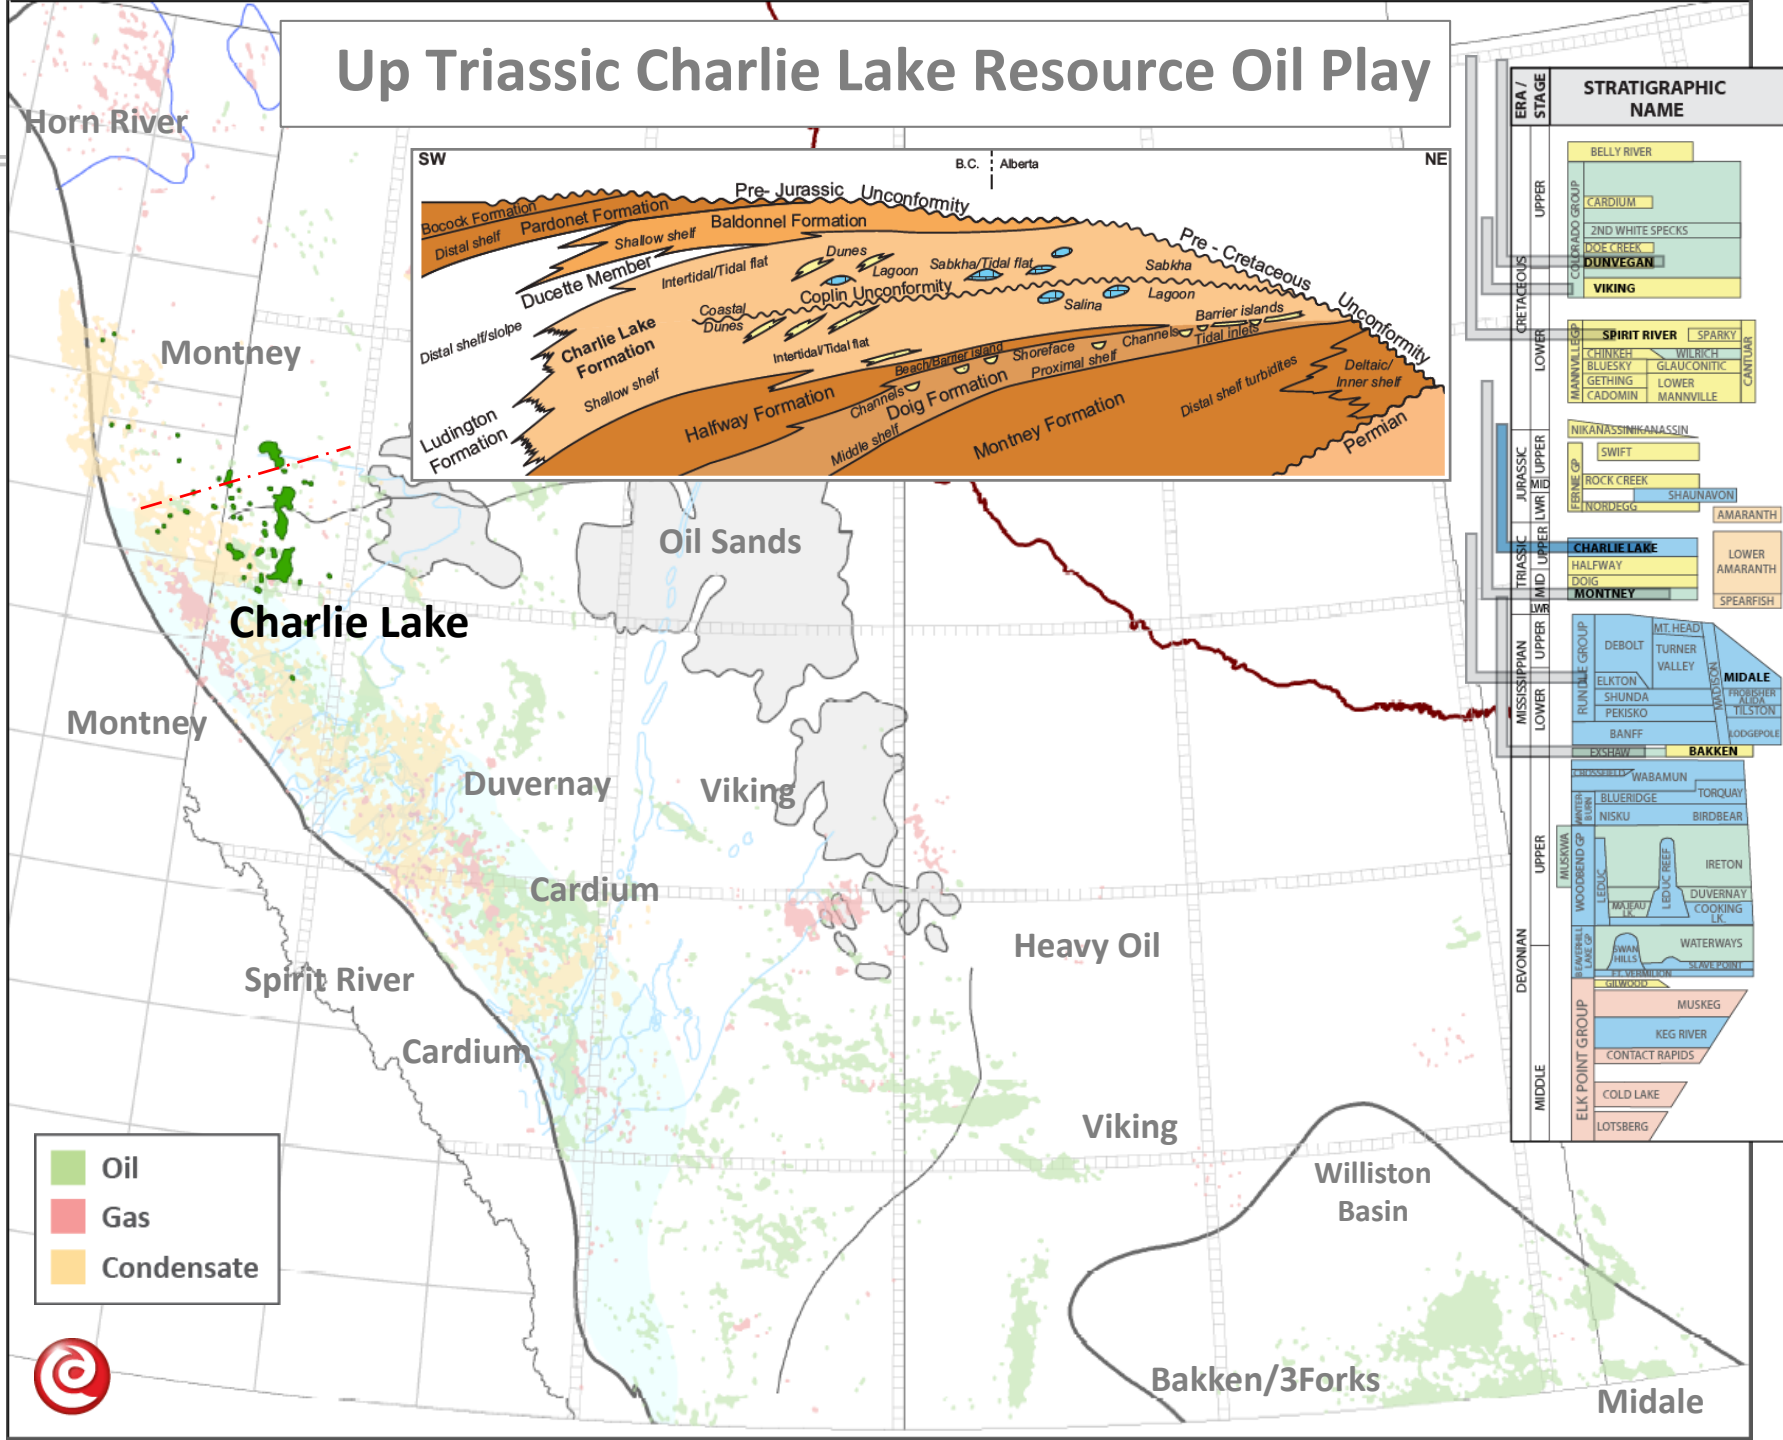 Up Triassic Charlie Lake Resource Oil Play
Horn River
Montney
Charlie Lake
Montney
Oil Sands
Duvernay
Viking
Cardium
Heavy Oil
Spirit River
Cardium
Viking
Williston
Basin
Bakken/3Forks
Midale
Oil
Gas
Condensate
SW
B.C.
Alberta
NE
Pre- Jurassic Unconformity
Bocock Formation
Pardonet Formation
Baldonnel Formation
Distal shelf
Shallow shelf
Ducette Member
Intertidal/Tidal flat
Dunes
Lagoon
Sabkha/Tidal flat
Sabkha
Pre - Cretaceous
Unconformity
Coplin Unconformity
Coastal
Dunes
Salina
Lagoon
Barrier islands
Distal shelf/slolpe
Charlie Lake
Formation
Intertidal/Tidal flat
Beach/Barrier Island
Shoreface
Channels
Tidal inlets
Proximal shelf
Shallow shelf
Halfway Formation
Channels
Doig Formation
Middle shelf
Montney Formation
Distal shelf turbidites
Deltaic/
Inner shelf
Permian
Ludington
Formation
ERA /
STAGE
STRATIGRAPHIC
NAME
CRETACEOUS
UPPER
LOWER
BELLY RIVER
COLORADO GROUP
CARDIUM
2ND WHITE SPECKS
DOE CREEK
DUNVEGAN
VIKING
MANNVILLE GP
SPIRIT RIVER
SPARKY
CHINKEH
WILRICH
BLUESKY
GLAUCONITIC
GETHING
LOWER
MANNVILLE
CADOMIN
CANTUAR
JURASSIC
UPPER
MID
LWR
NIKANASSIN
NIKANASSIN
FERNIE GP
SWIFT
ROCK CREEK
SHAUNAVON
NORDEGG
AMARANTH
TRIASSIC
UPPER
MID
LWR
CHARLIE LAKE
HALFWAY
DOIG
MONTNEY
LOWER
AMARANTH
SPEARFISH
MISSISSIPPIAN
UPPER
LOWER
RUNDLE GROUP
DEBOLT
MT. HEAD
TURNER
VALLEY
ELKTON
SHUNDA
PEKISKO
BANFF
MADISON
MIDALE
FROBISHER
ALIDA
TILSTON
LODGEPOLE
EXSHAW
BAKKEN
DEVONIAN
UPPER
MIDDLE
WABAMUN
TORQUAY
BLUERIDGE
NISKU
BIRDBEAR
MUSKWA
WOODBEND GP
LEDUC
LEDUC REEF
IRETON
DUVERNAY
MAJEAU
LK.
COOKING
LK.
BEAVERHILL
LAKE GP
SWAN
HILLS
WATERWAYS
SLAVE POINT
FT. VERMILION
GILWOOD
ELK POINT GROUP
MUSKEG
KEG RIVER
CONTACT RAPIDS
COLD LAKE
LOTSBERG